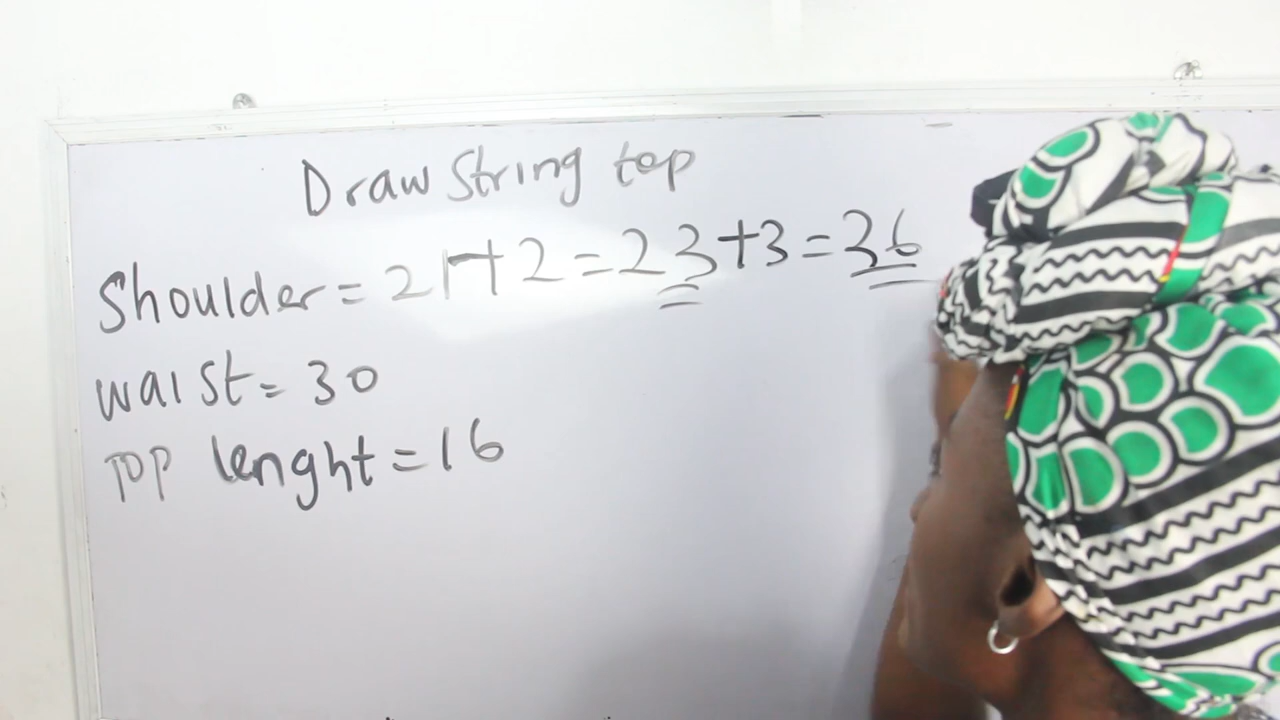 Draw String top
Shoulder = 21+2=23+3=36
waist = 30
TOP lenght = 16